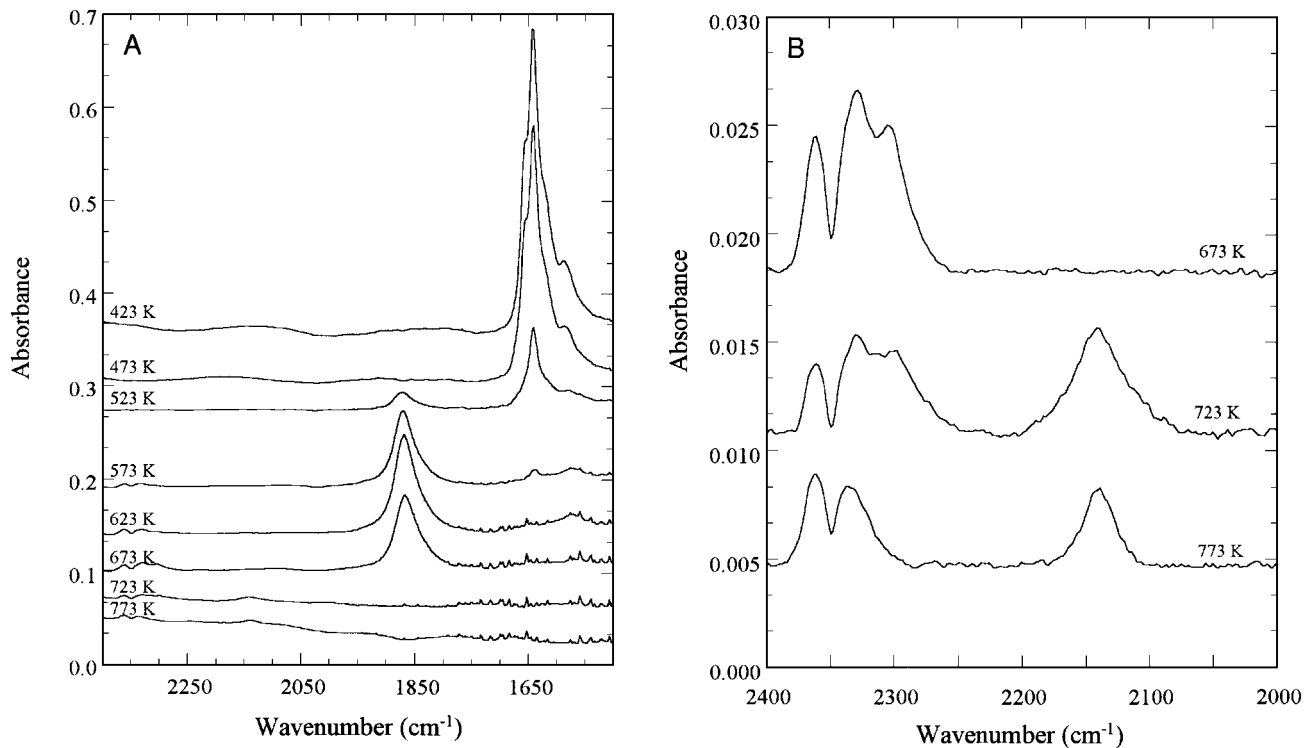 A
0.7
0.6
0.5
0.4
0.3
0.2
0.1
0.0
Absorbance
423 K
473 K
523 K
573 K
623 K
673 K
723 K
773 K
2250
2050
1850
1650
Wavenumber (cm-1)
B
0.030
0.025
0.020
0.015
0.010
0.005
0.000
Absorbance
673 K
723 K
773 K
2400
2300
2200
2100
2000
Wavenumber (cm-1)